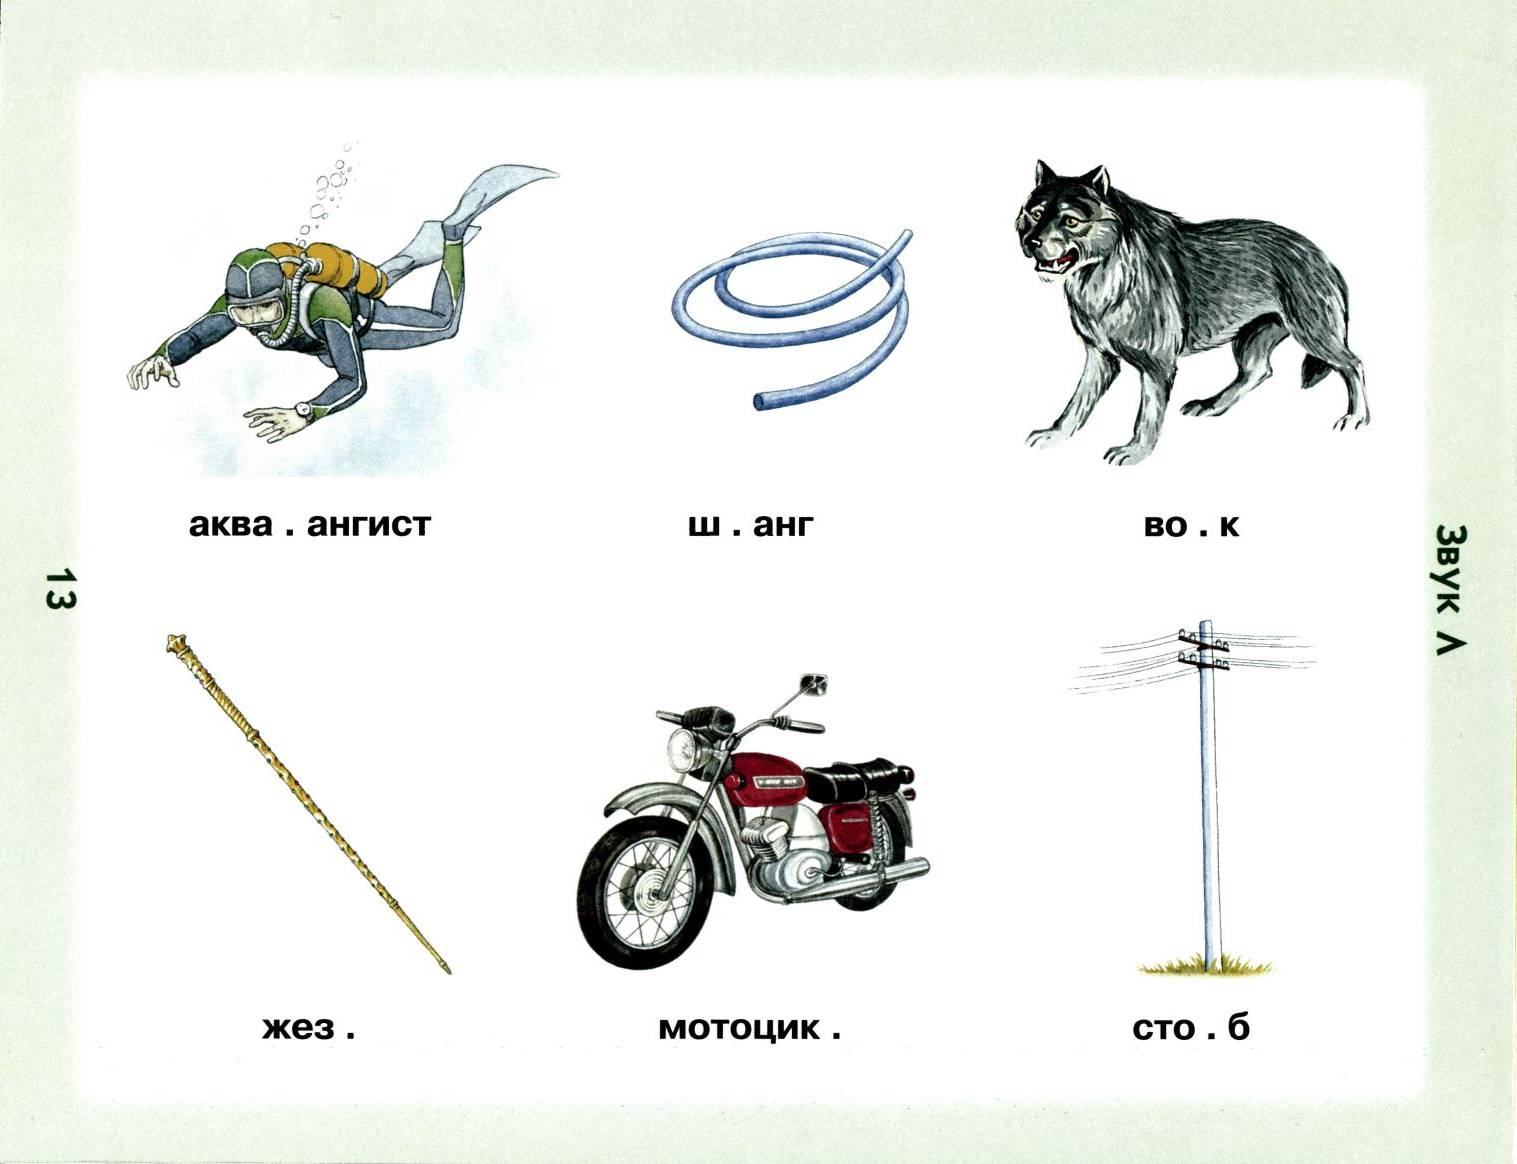 аква . ангист
ш . анг
во . к
жез .
мотоцик .
сто . б
Звук Л
13